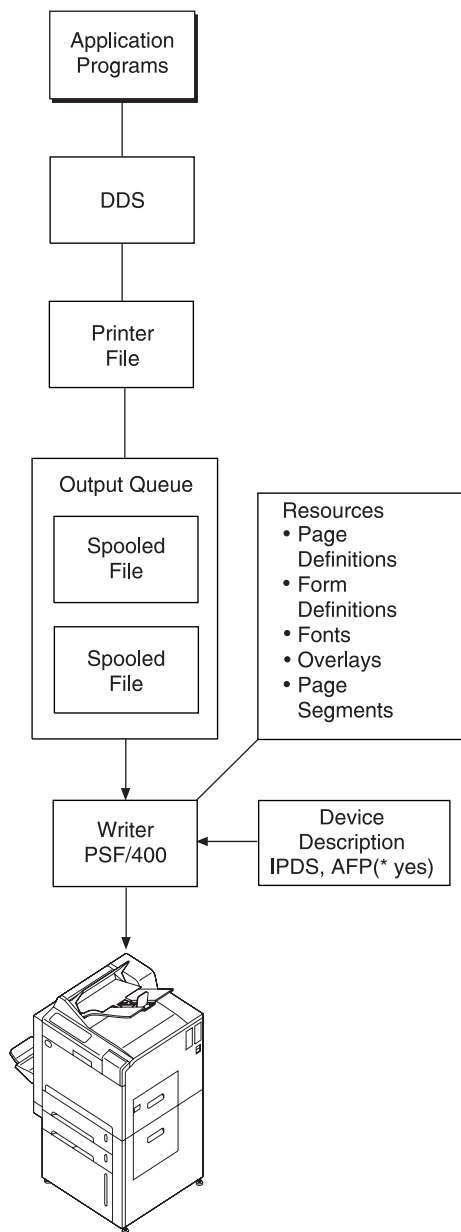 Application
Programs
DDS
Printer
File
Output Queue
Spooled
File
Spooled
File
Resources
• Page
Definitions
• Form
Definitions
• Fonts
• Overlays
• Page
Segments
Writer
PSF/400
Device
Description
IPDS, AFP(* yes)